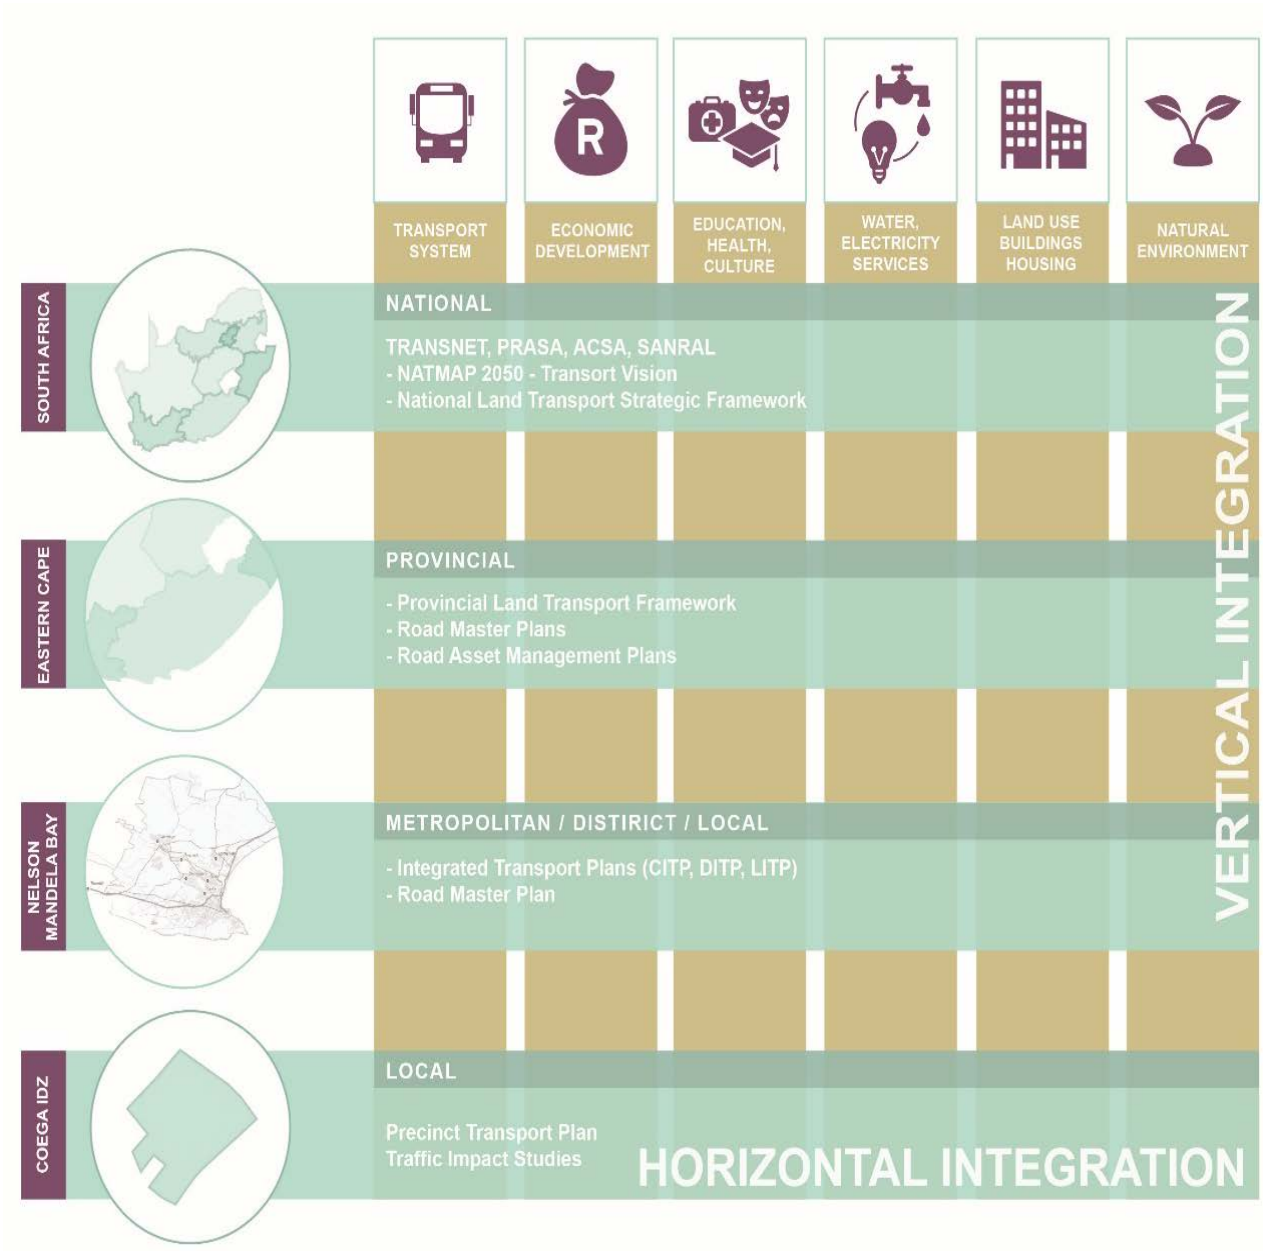 R
TRANSPORT
SYSTEM
ECONOMIC
DEVELOPMENT
EDUCATION,
HEALTH,
CULTURE
WATER,
ELECTRICITY
SERVICES
LAND USE
BUILDINGS
HOUSING
NATURAL
ENVIRONMENT
SOUTH AFRICA
NATIONAL
TRANSNET, PRASA, ACSA, SANRAL
- NATMAP 2050 - Transort Vision
- National Land Transport Strategic Framework
EASTERN CAPE
PROVINCIAL
- Provincial Land Transport Framework
- Road Master Plans
- Road Asset Management Plans
NELSON
MANDELA BAY
METROPOLITAN / DISTIRICT / LOCAL
- Integrated Transport Plans (CITP, DITP, LITP)
- Road Master Plan
COEGA IDZ
LOCAL
Precinct Transport Plan
Traffic Impact Studies
VERTICAL INTEGRATION
HORIZONTAL INTEGRATION